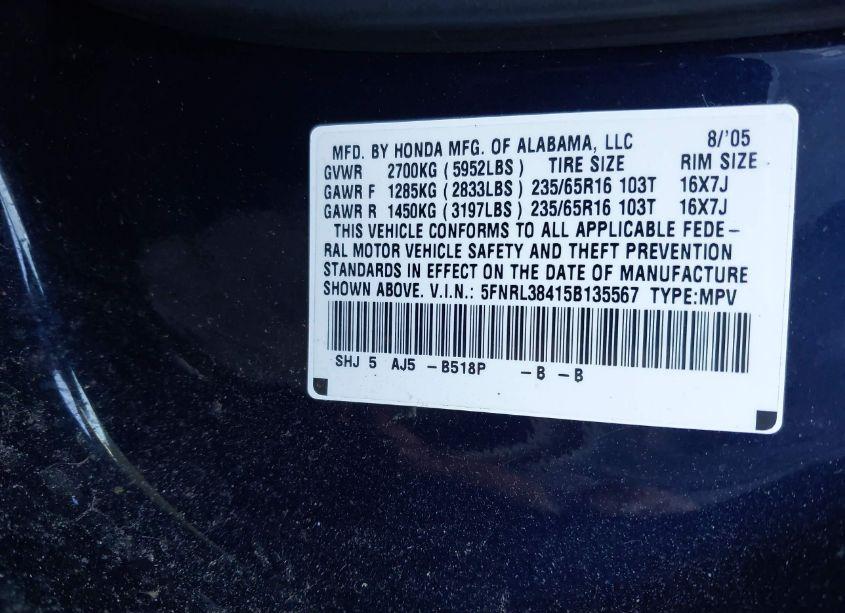 MFD. BY HONDA MFG. OF ALABAMA, LLC 8/'05
GVWR 2700KG (5952LBS) TIRE SIZE RIM SIZE
GAWR F 1285KG (2833LBS) 235/65R16 103T 16X7J
GAWR R 1450KG (3197LBS) 235/65R16 103T 16X7J
THIS VEHICLE CONFORMS TO ALL APPLICABLE FEDE-
RAL MOTOR VEHICLE SAFETY AND THEFT PREVENTION
STANDARDS IN EFFECT ON THE DATE OF MANUFACTURE
SHOWN ABOVE. V.I.N.: 5FNRL38415B135567 TYPE:MPV
SHJ 5 AJ5 -B518P -B -B